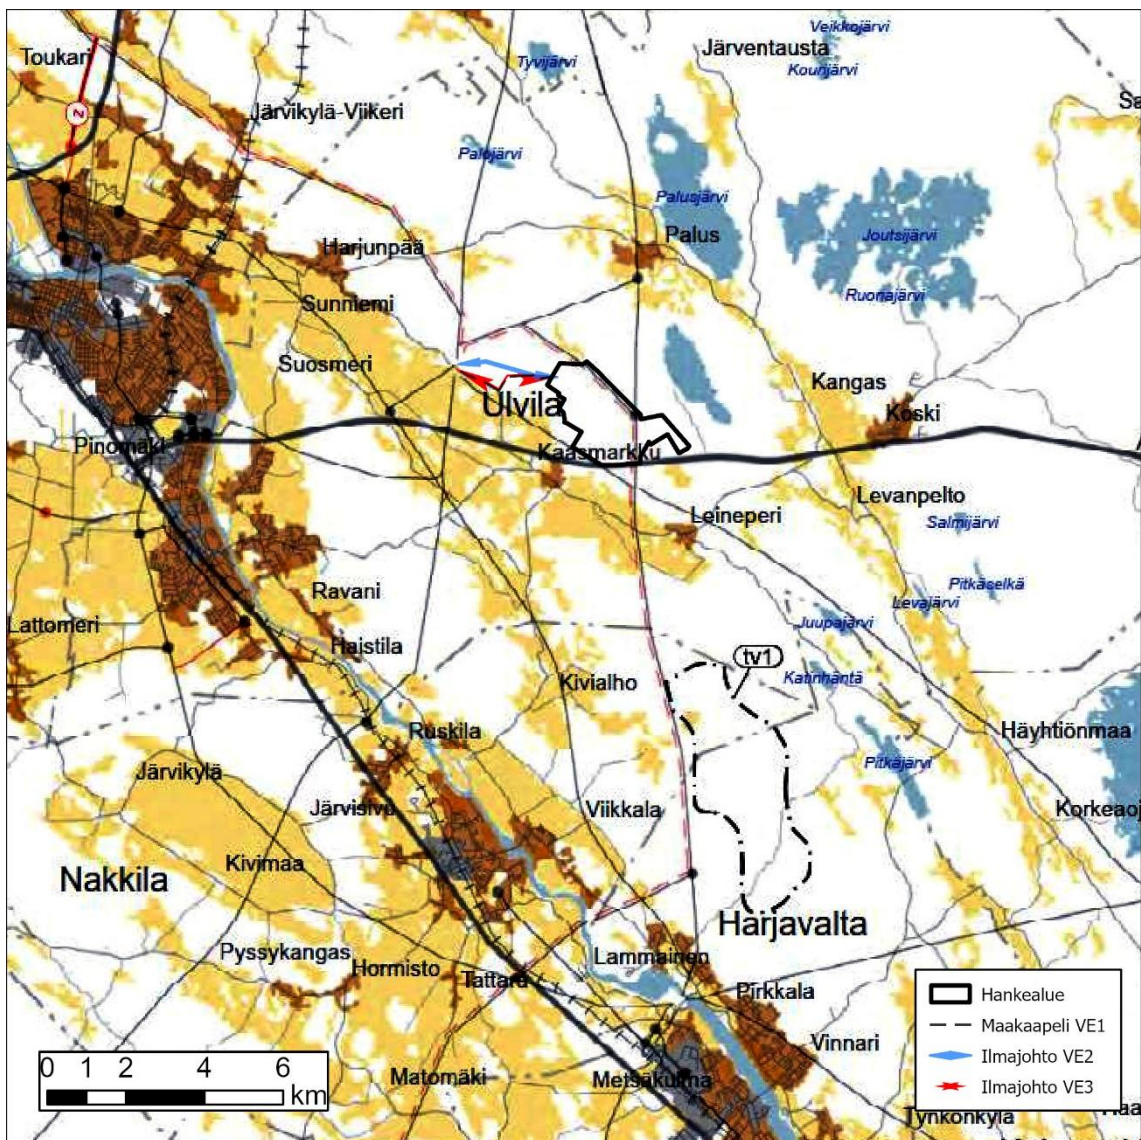 Veikkojärvi
Toukari
Järventausta
Tyvijärvi
Kourijärvi
Järvikylä-Viikeri
Palojärvi
Palusjärvi
Palus
Joutsijärvi
Harjunpää
Ruonajärvi
Sunniemi
Suosmeri
Kangas
Ulvila
Koski
Pinomäki
Kaasmarkku
Levanpelto
Leineperi
Salmijärvi
Pitkäselkä
Ravani
Levajärvi
Lattomeri
Juupajärvi
Haistila
tv1
Katinhäntä
Kivialho
Ruskila
Häyhtiönmaa
Järvikylä
Pitkäjärvi
Järvisivu
Viikkala
Korkeaoj
Kivimaa
Nakkila
Harjavalta
Pyssykangas
Lammainen
Hormisto
Tattara
Pirkkala
Vinnari
Matomäki
Metsäkulma
Tynkönkylä
0 1 2 4 6
km
Hankealue
Maakaapeli VE1
Ilmajohto VE2
Ilmajohto VE3